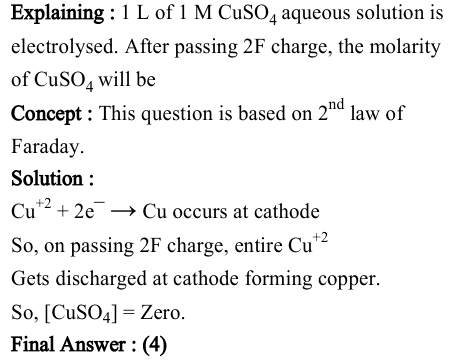 Explaining : 1 L of 1 M CuSO₄ aqueous solution is
electrolysed. After passing 2F charge, the molarity
of CuSO₄ will be
Concept : This question is based on 2ⁿᵈ law of
Faraday.
Solution :
Cu⁺² + 2e⁻ → Cu occurs at cathode
So, on passing 2F charge, entire Cu⁺²
Gets discharged at cathode forming copper.
So, [CuSO₄] = Zero.
Final Answer : (4)